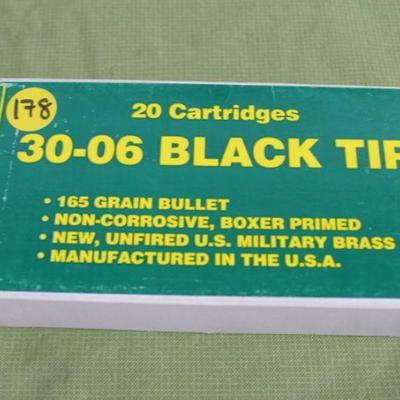 178
20 Cartridges
30-06 BLACK TIP
• 165 GRAIN BULLET
• NON-CORROSIVE, BOXER PRIMED
• NEW, UNFIRED U.S. MILITARY BRASS
• MANUFACTURED IN THE U.S.A.